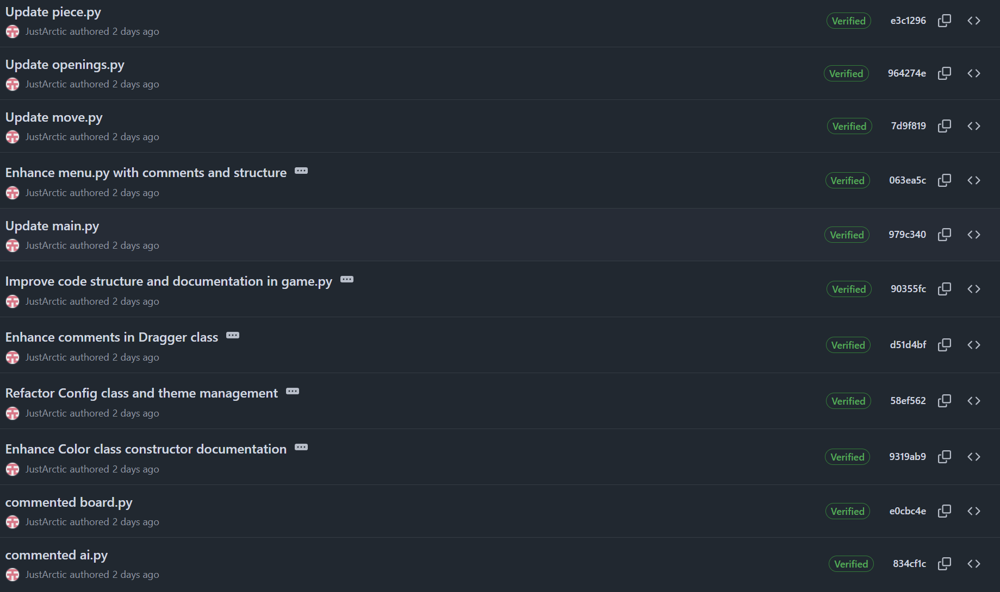 Update piece.py
JustArctic authored 2 days ago
Verified
e3c1296
Update openings.py
JustArctic authored 2 days ago
Verified
964274e
Update move.py
JustArctic authored 2 days ago
Verified
7d9f819
Enhance menu.py with comments and structure
JustArctic authored 2 days ago
Verified
063ea5c
Update main.py
JustArctic authored 2 days ago
Verified
979c340
Improve code structure and documentation in game.py
JustArctic authored 2 days ago
Verified
90355fc
Enhance comments in Dragger class
JustArctic authored 2 days ago
Verified
d51d4bf
Refactor Config class and theme management
JustArctic authored 2 days ago
Verified
58ef562
Enhance Color class constructor documentation
JustArctic authored 2 days ago
Verified
9319ab9
commented board.py
JustArctic authored 2 days ago
Verified
e0cbc4e
commented ai.py
JustArctic authored 2 days ago
Verified
834cf1c